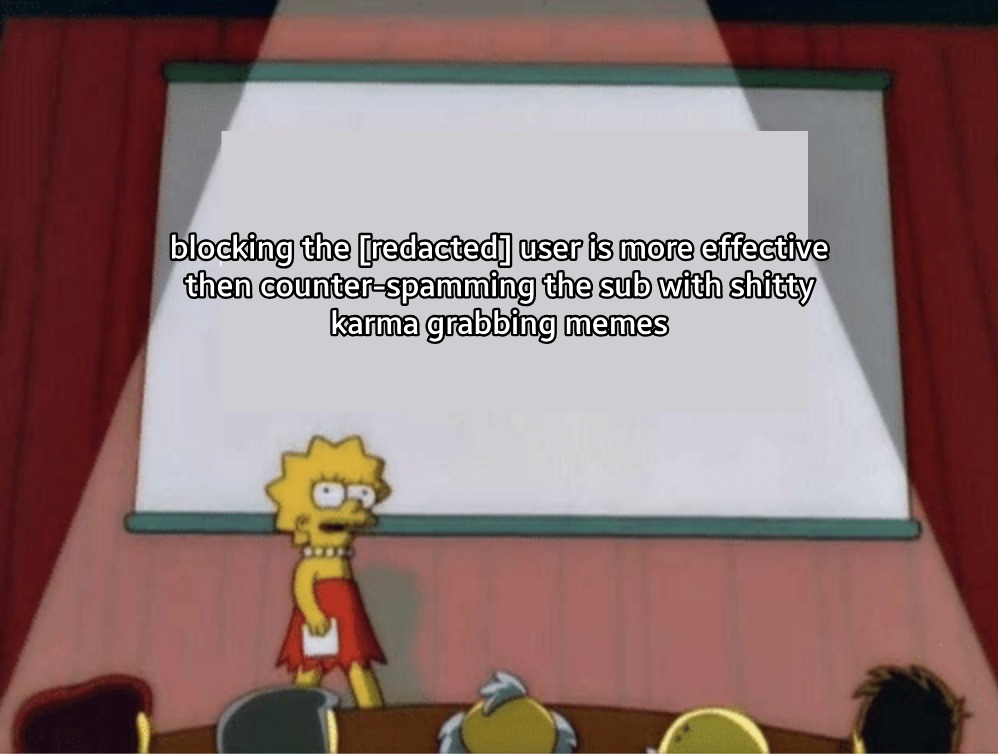 blocking the [redacted] user is more effective
then counter-spamming the sub with shitty
karma grabbing memes